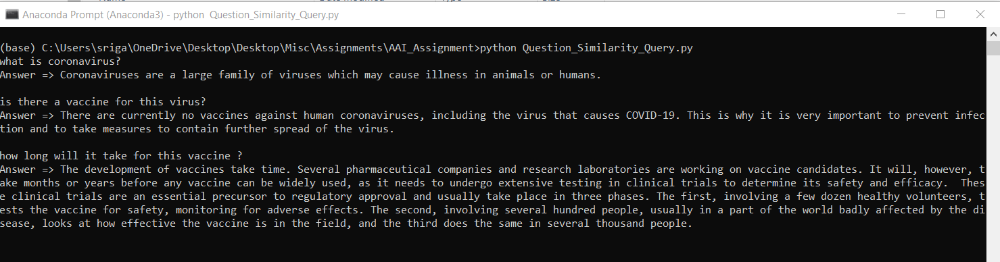 Anaconda Prompt (Anaconda3) - python  Question_Similarity_Query.py
(base) C:\Users\sriga\OneDrive\Desktop\Desktop\Misc\Assignments\AAI_Assignment>python Question_Similarity_Query.py
what is coronavirus?
Answer => Coronaviruses are a large family of viruses which may cause illness in animals or humans.
is there a vaccine for this virus?
Answer => There are currently no vaccines against human coronaviruses, including the virus that causes COVID-19. This is why it is very important to prevent infec
tion and to take measures to contain further spread of the virus.
how long will it take for this vaccine ?
Answer => The development of vaccines take time. Several pharmaceutical companies and research laboratories are working on vaccine candidates. It will, however, t
ake months or years before any vaccine can be widely used, as it needs to undergo extensive testing in clinical trials to determine its safety and efficacy.  Thes
e clinical trials are an essential precursor to regulatory approval and usually take place in three phases. The first, involving a few dozen healthy volunteers, t
ests the vaccine for safety, monitoring for adverse effects. The second, involving several hundred people, usually in a part of the world badly affected by the di
sease, looks at how effective the vaccine is in the field, and the third does the same in several thousand people.